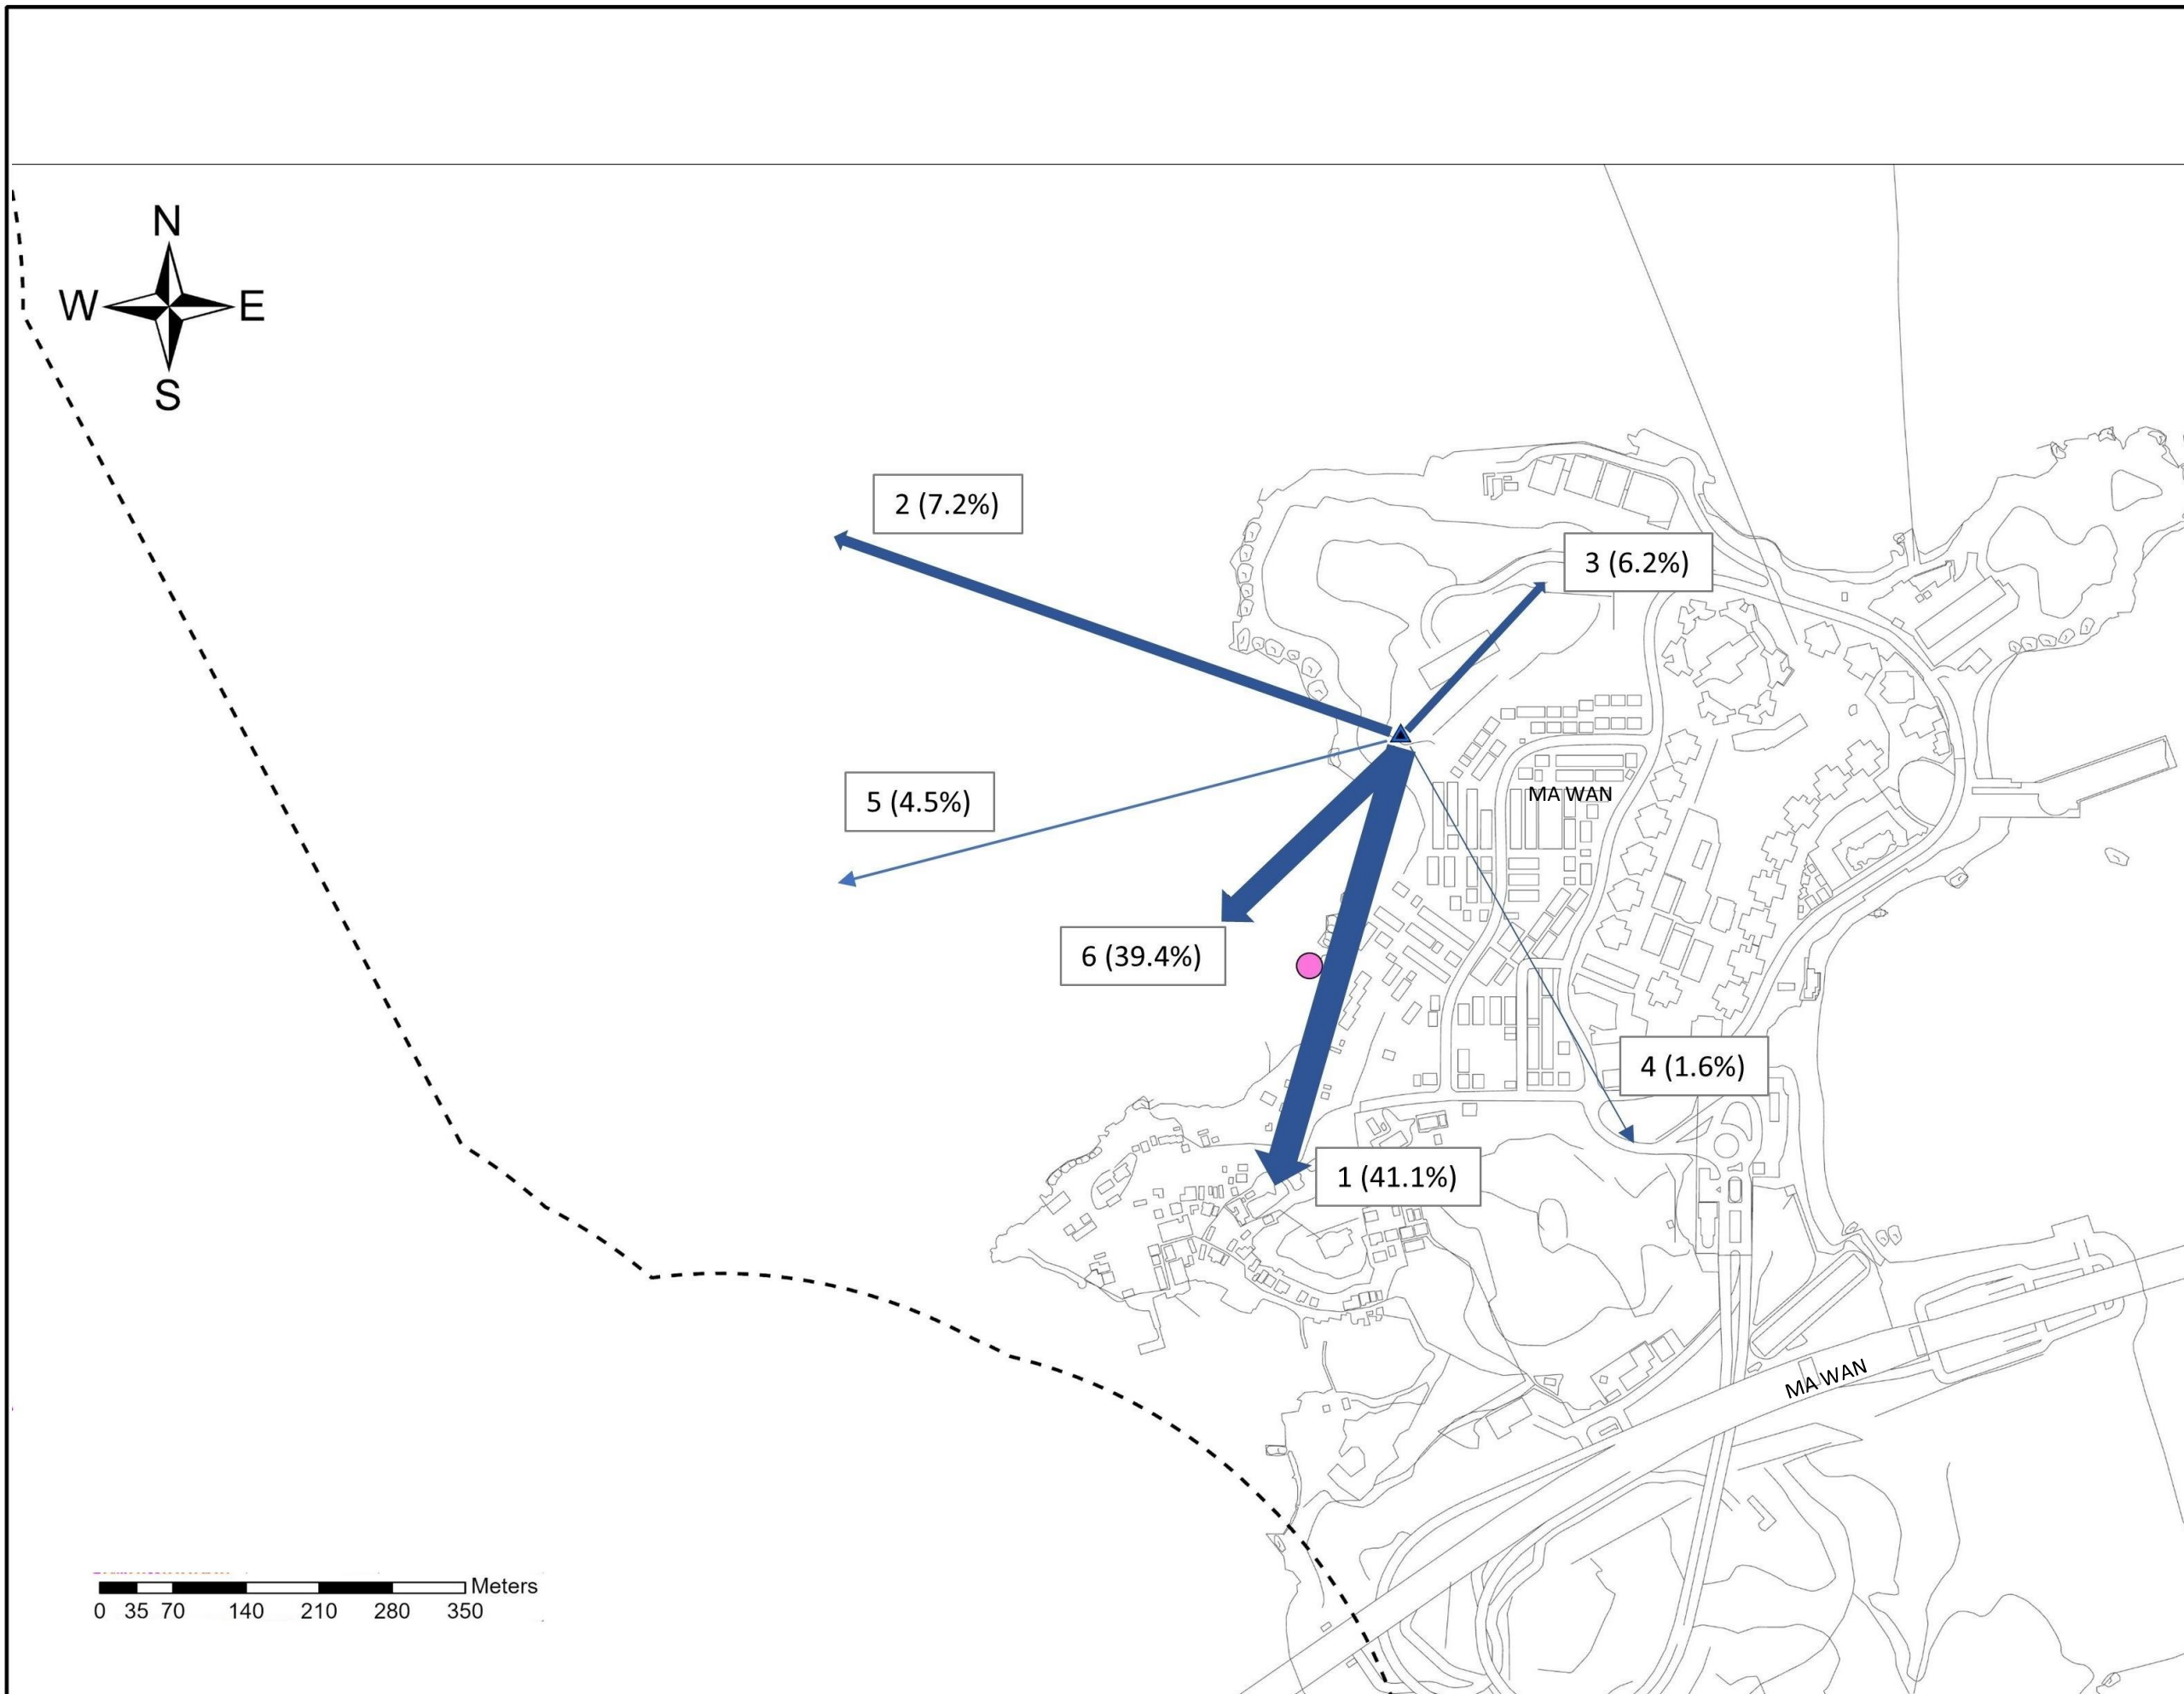 N
W E
S
2 (7.2%)
3 (6.2%)
5 (4.5%)
MA WAN
6 (39.4%)
4 (1.6%)
1 (41.1%)
MA WAN
Meters
0 35 70 140 210 280 350